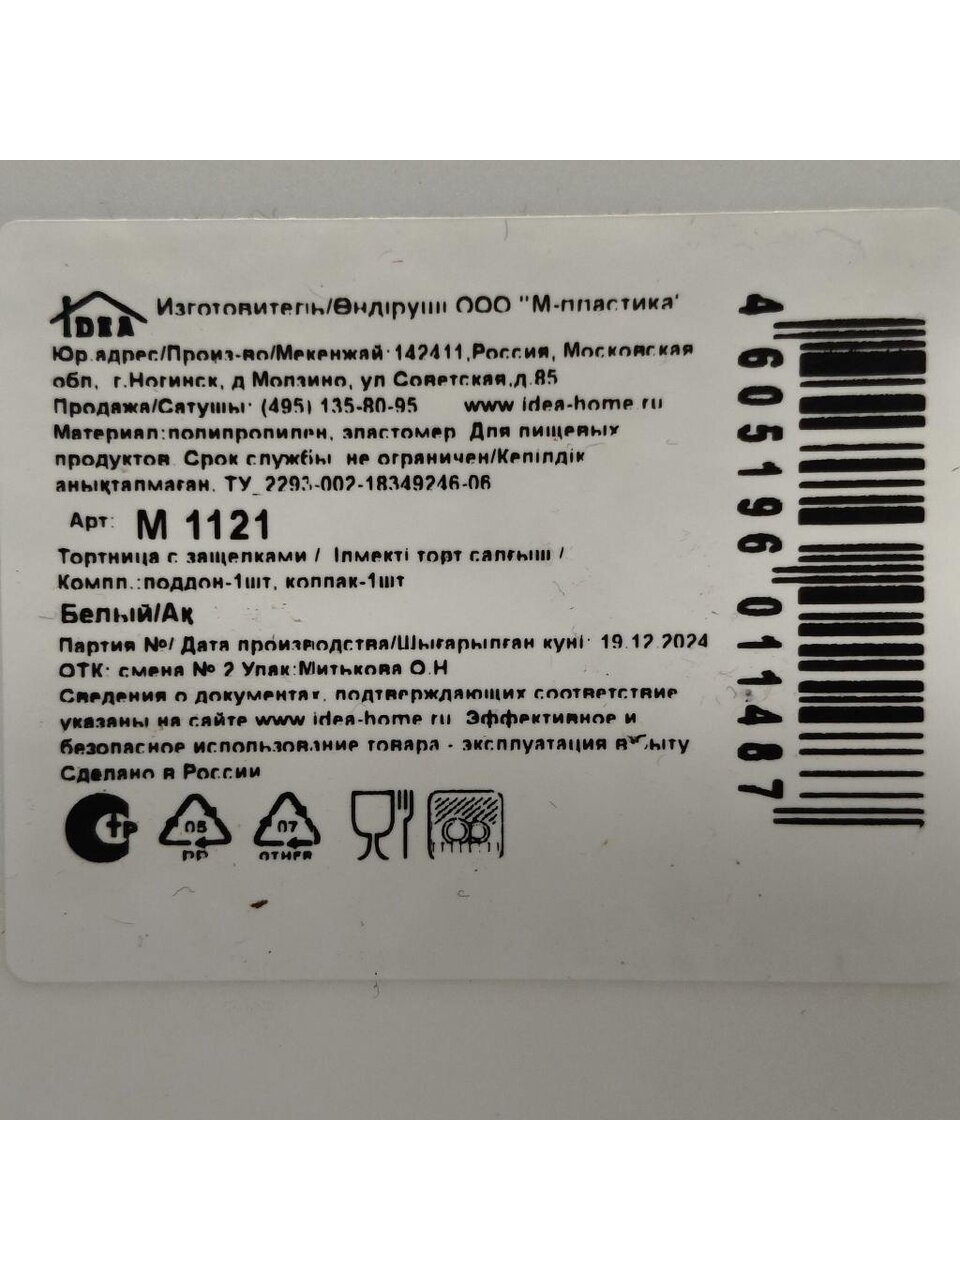 IDEA
Изготовитель/Өндіруші ООО "М-пластика"
Юр.адрес/Произ-во/Мекенжай:142411,Россия, Московская
обл, г.Ногинск, д Молзино, ул Советская,д.85
Продажа/Сатушы: (495) 135-80-95 www idea-home ru
Материал:полипропилен, эластомер Для пищевых
продуктов Срок службы не ограничен/Кепілдік
анықталмаган. ТУ 2293-002-18349246-06
Арт: М 1121
Тортница с защелками / Ілмекті торт салғыш /
Компл.:поддон-1шт, колпак-1шт
Белый/Ақ
Партия №/ Дата производства/Шығарылған күні: 19.12.2024
ОТК: смена № 2 Упак:Митькова О.Н
Сведения о документах, подтверждающих соответствие
указаны на сайте www idea-home ru Эффективное и
безопасное использование товара - эксплуатация в быту
Сделано в России
тр
05
PP
07
OTHER
4605196011487